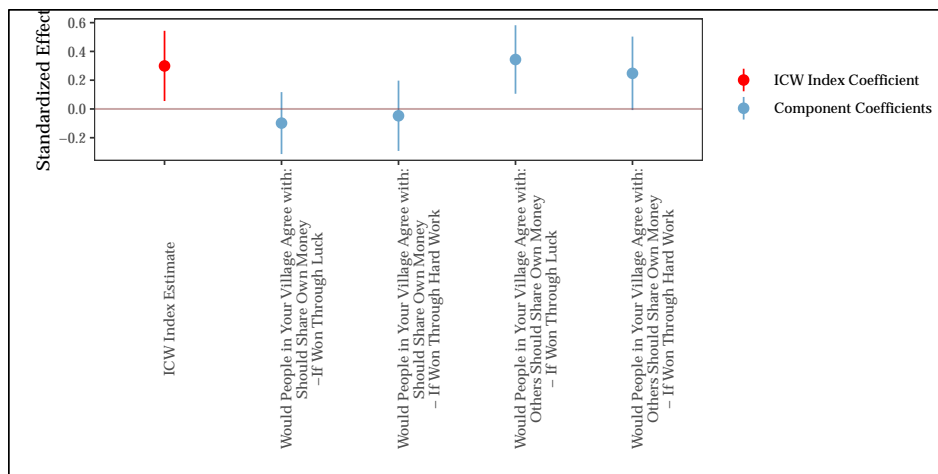 Standardized Effect
0.6
0.4
0.2
0.0
−0.2
ICW Index Estimate
Would People in Your Village Agree with:
Should Share Own Money
−If Won Through Luck
Would People in Your Village Agree with:
Should Share Own Money
− If Won Through Hard Work
Would People in Your Village Agree with:
Others Should Share Own Money
− If Won Through Luck
Would People in Your Village Agree with:
Others Should Share Own Money
− If Won Through Hard Work
ICW Index Coefficient
Component Coefficients